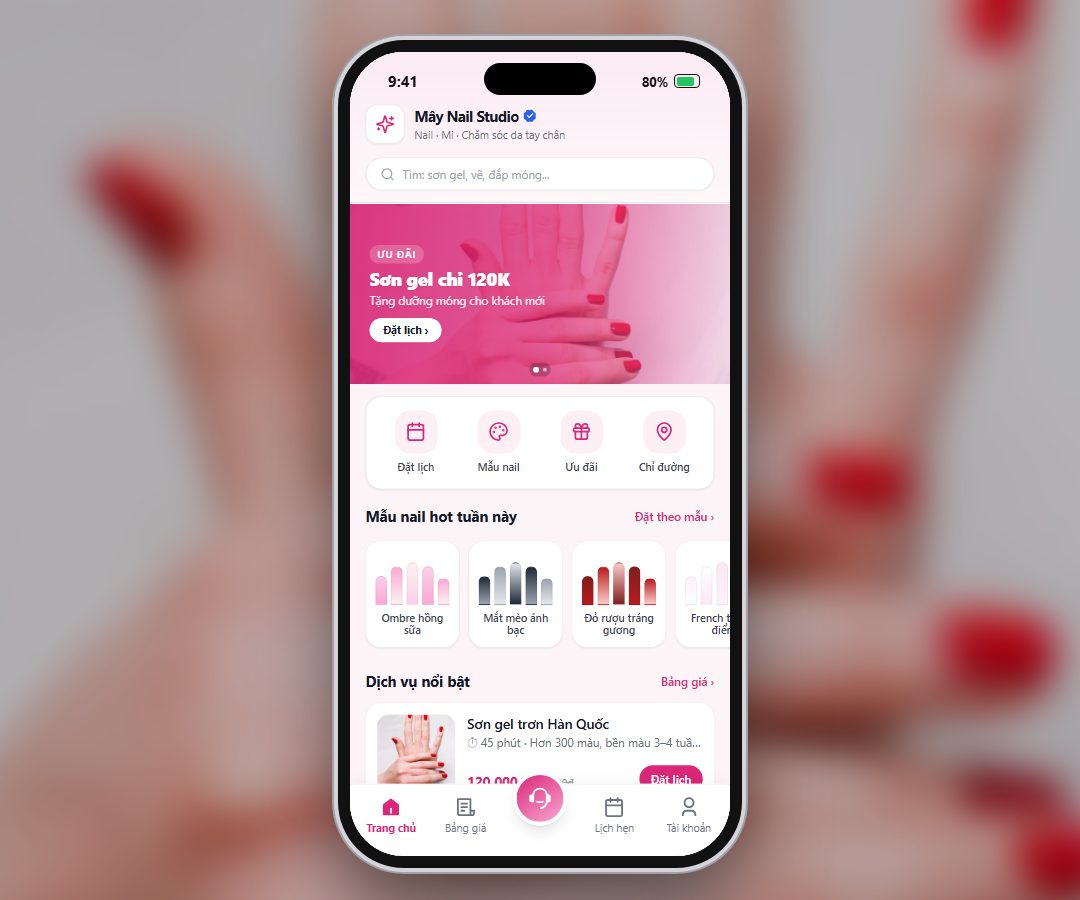 9:41
80%
Mây Nail Studio
Nail · Mi · Chăm sóc da tay chân
Tìm: sơn gel, vẽ, đắp móng...
ƯU ĐÃI
Sơn gel chỉ 120K
Tặng dưỡng móng cho khách mới
Đặt lịch ›
Đặt lịch
Mẫu nail
Ưu đãi
Chỉ đường
Mẫu nail hot tuần này
Đặt theo mẫu ›
Ombre hồng
sữa
Mắt mèo ánh
bạc
Đỏ rượu tráng
gương
French
Dịch vụ nổi bật
Bảng giá ›
Sơn gel trơn Hàn Quốc
45 phút · Hơn 300 màu, bền màu 3–4 tuầ...
120.000
Đặt lịch
Trang chủ
Bảng giá
Lịch hẹn
Tài khoản